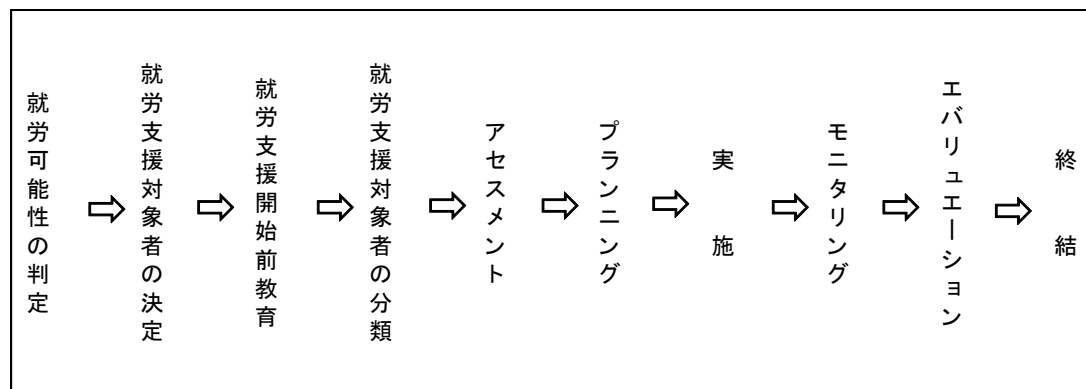 就労可能性の判定
就労支援対象者の決定
就労支援開始前教育
就労支援対象者の分類
アセスメント
プランニング
実施
モニタリング
エバリュエーション
終結